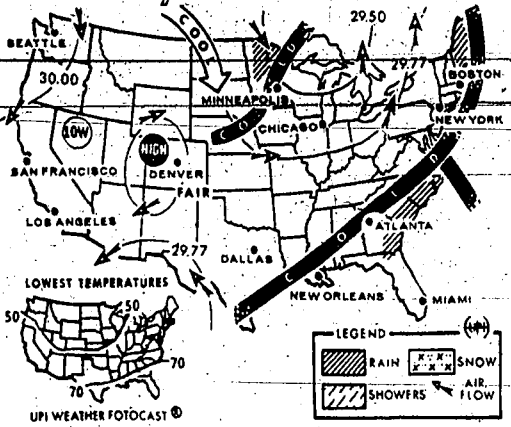 COOL
29.50
SEATTLE
29.77
30.00
BOSTON
MINNEAPOLIS
LOW
CHICAGO
NEW YORK
HIGH
SAN FRANCISCO
DENVER
FAIR
COLD
LOS ANGELES
ATLANTA
29.77
DALLAS
LOWEST TEMPERATURES
NEW ORLEANS
MIAMI
50
50
LEGEND
RAIN
SNOW
70
SHOWERS
AIR FLOW
70
UPI WEATHER FOTOCAST ®